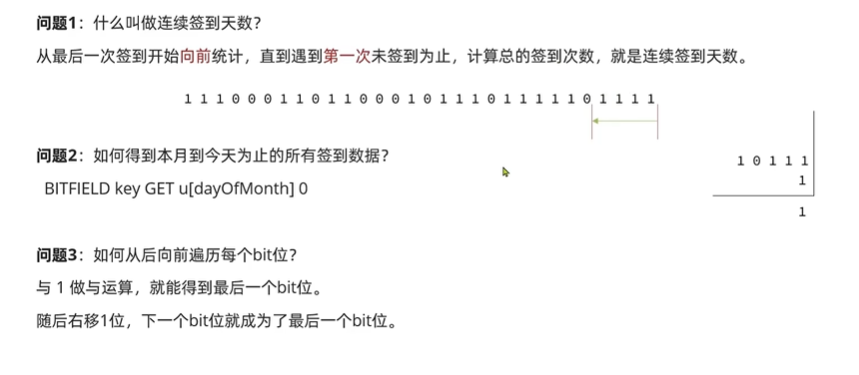 问题1：什么叫做连续签到天数？
从最后一次签到开始向前统计，直到遇到第一次未签到为止，计算总的签到次数，就是连续签到天数。
1 1 1 0 0 0 1 1 0 1 1 0 0 0 1 0 1 1 1 0 1 1 1 1 1 0 1 1 1 1
问题2：如何得到本月到今天为止的所有签到数据？
BITFIELD key GET u[dayOfMonth] 0
1 0 1 1 1
1
1
问题3：如何从后向前遍历每个bit位？
与 1 做与运算，就能得到最后一个bit位。
随后右移1位，下一个bit位就成为了最后一个bit位。